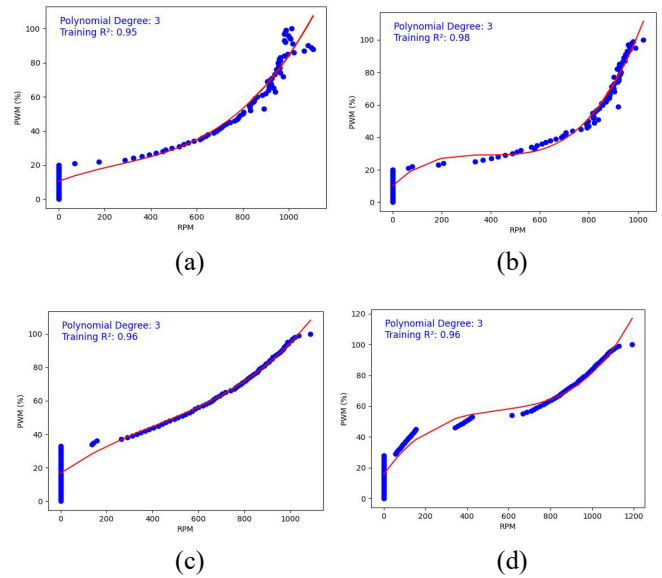 Polynomial Degree: 3
Training R²: 0.95
PWM (%)
100
80
60
40
20
0
0 200 400 600 800 1000
RPM
(a)
Polynomial Degree: 3
Training R²: 0.98
PWM (%)
100
80
60
40
20
0
0 200 400 600 800 1000
RPM
(b)
Polynomial Degree: 3
Training R²: 0.96
PWM (%)
100
80
60
40
20
0
0 200 400 600 800 1000
RPM
(c)
Polynomial Degree: 3
Training R²: 0.96
PWM (%)
120
100
80
60
40
20
0
0 200 400 600 800 1000 1200
RPM
(d)